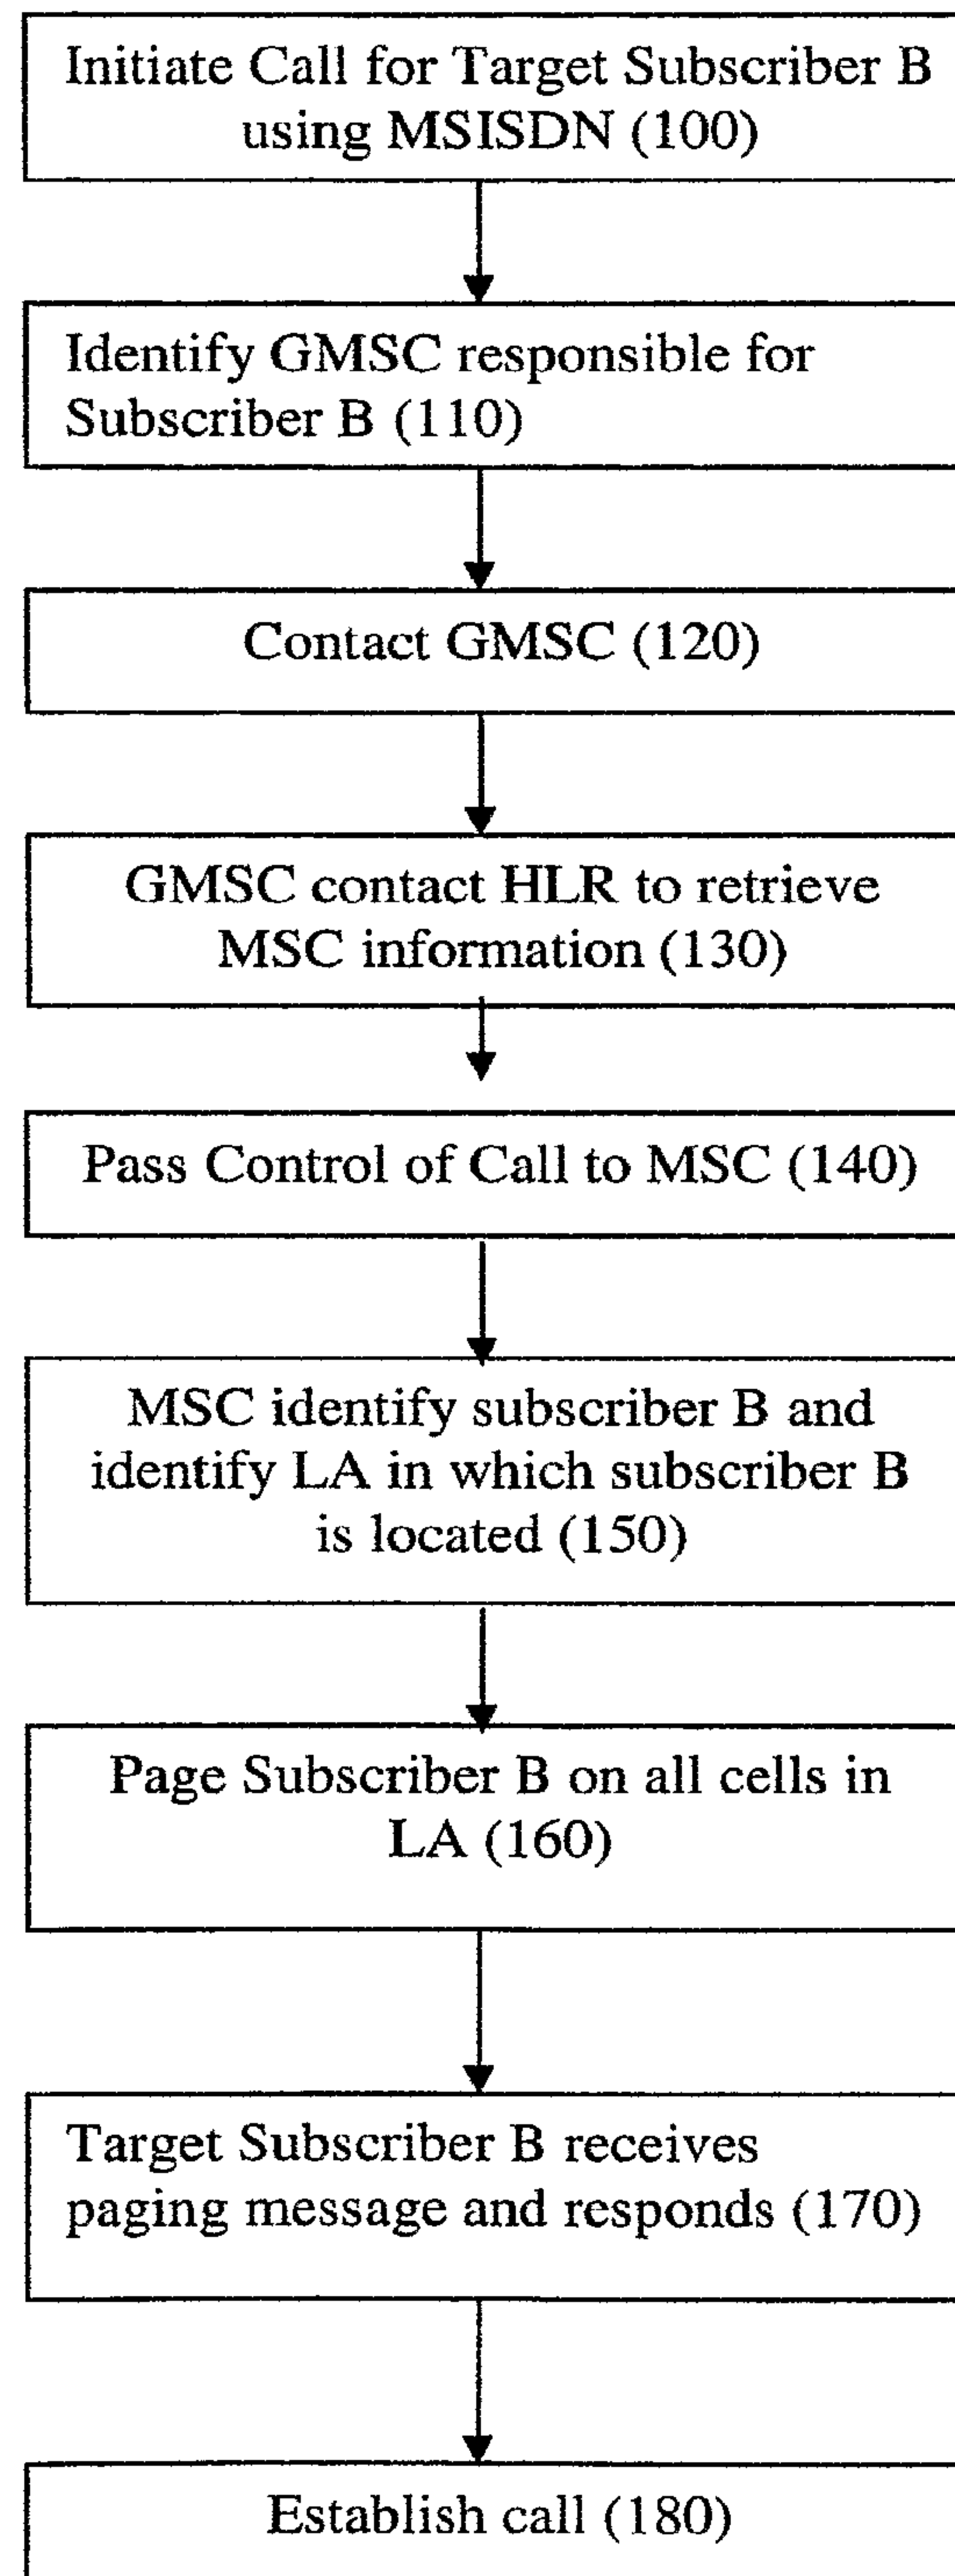 Initiate Call for Target Subscriber B
using MSISDN (100)
Identify GMSC responsible for
Subscriber B (110)
Contact GMSC (120)
GMSC contact HLR to retrieve
MSC information (130)
Pass Control of Call to MSC (140)
MSC identify subscriber B and
identify LA in which subscriber B
is located (150)
Page Subscriber B on all cells in
LA (160)
Target Subscriber B receives
paging message and responds (170)
Establish call (180)